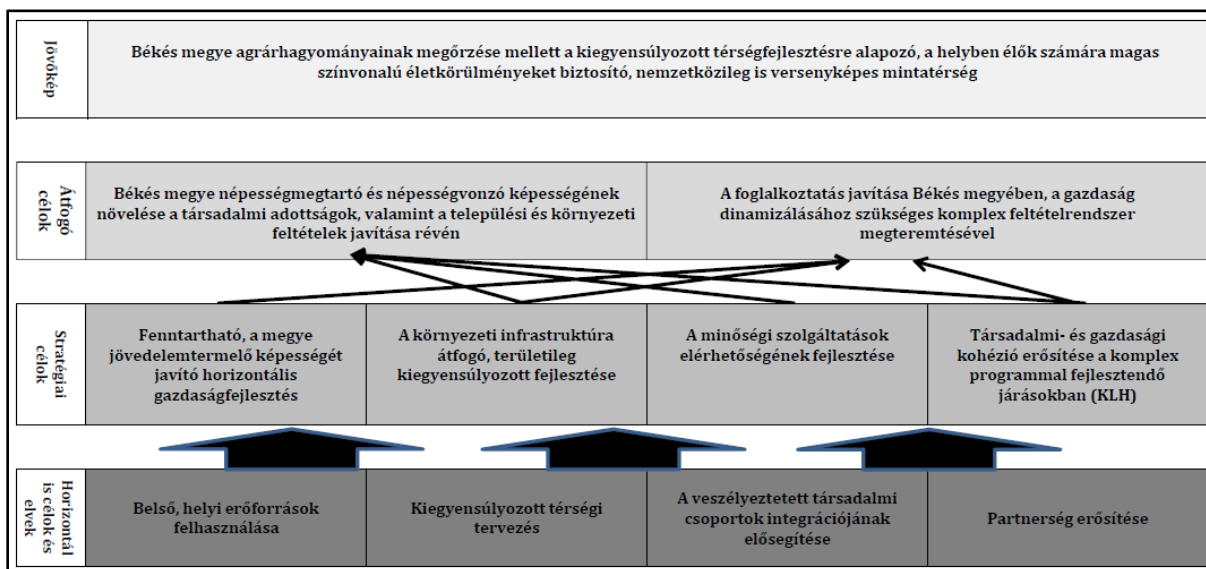 Jövőkép
Békés megye agrárhagyományainak megőrzése mellett a kiegyensúlyozott térségfejlesztésre alapozó, a helyben élők számára magas
színvonalú életkörülményeket biztosító, nemzetközileg is versenyképes mintatérség
Átfogó
célok
Békés megye népességmegtartó és népességvonzó képességének
növelése a társadalmi adottságok, valamint a települési és környezeti
feltételek javítása révén
A foglalkoztatás javítása Békés megyében, a gazdaság
dinamizálásához szükséges komplex feltételrendszer
megteremtésével
Stratégiai
célok
Fenntartható, a megye
jövedelemtermelő képességét
javító horizontális
gazdaságfejlesztés
A környezeti infrastruktúra
átfogó, területileg
kiegyensúlyozott fejlesztése
A minőségi szolgáltatások
elérhetőségének fejlesztése
Társadalmi- és gazdasági
kohézió erősítése a komplex
programmal fejlesztendő
járásokban (KLH)
Horizontál
is célok és
elvek
Belső, helyi erőforrások
felhasználása
Kiegyensúlyozott térségi
tervezés
A veszélyeztetett társadalmi
csoportok integrációjának
elősegítése
Partnerség erősítése